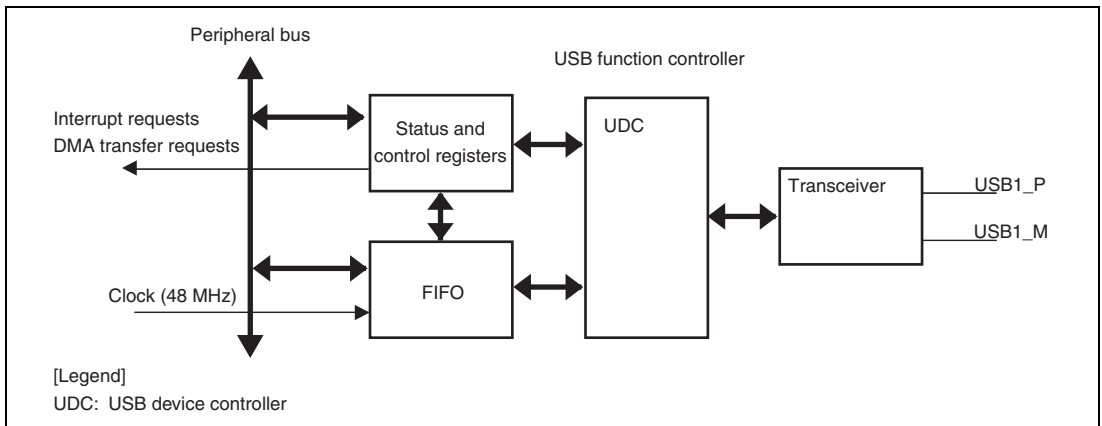 Peripheral bus
USB function controller
Interrupt requests
DMA transfer requests
Status and
control registers
UDC
Transceiver
USB1_P
USB1_M
FIFO
Clock (48 MHz)
[Legend]
UDC: USB device controller